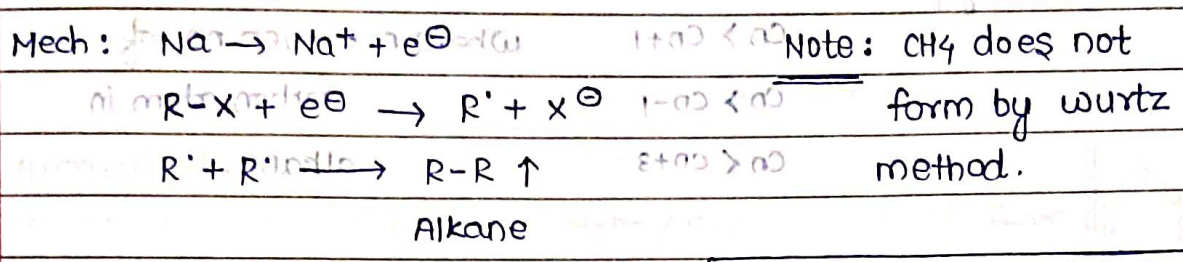 Mech : Na → Na⁺ + e⊖
R-X + e⊖ → R• + X⊖
R• + R• → R-R ↑
Alkane
Note : CH4 does not
form by wurtz
method.